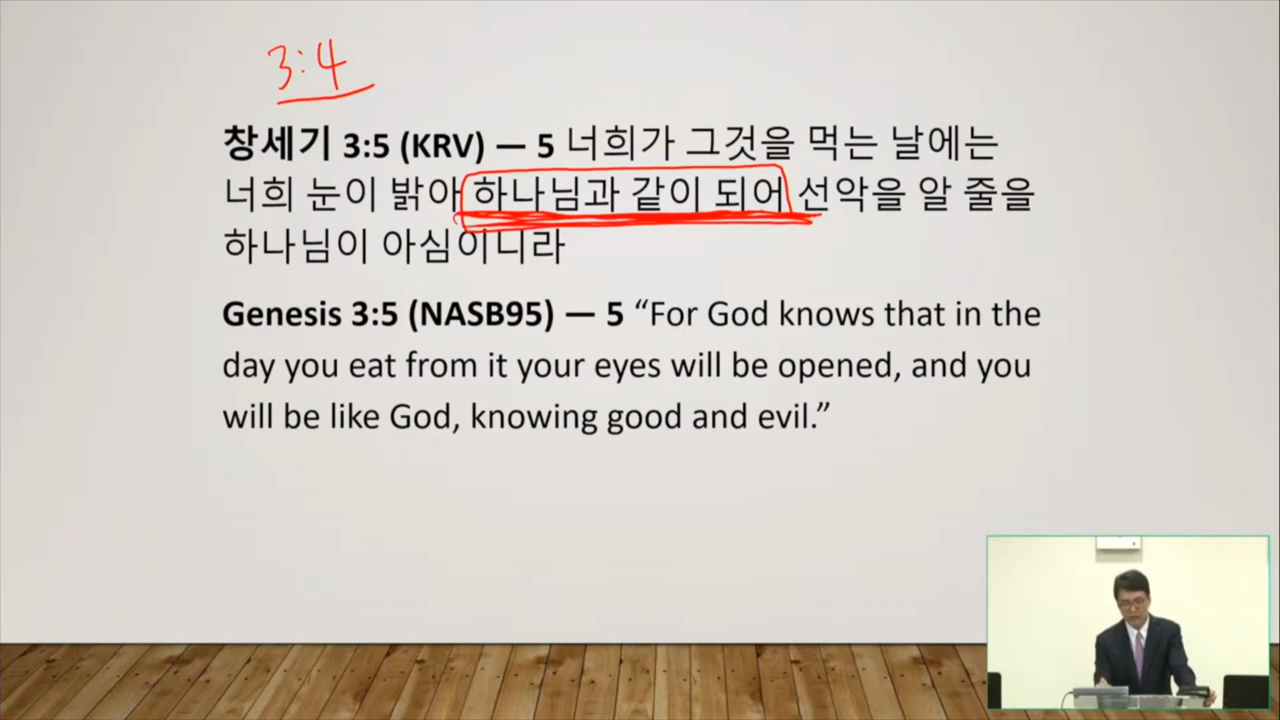 3:4
창세기 3:5 (KRV) — 5 너희가 그것을 먹는 날에는
너희 눈이 밝아 하나님과 같이 되어 선악을 알 줄을
하나님이 아심이니라
Genesis 3:5 (NASB95) — 5 “For God knows that in the
day you eat from it your eyes will be opened, and you
will be like God, knowing good and evil.”